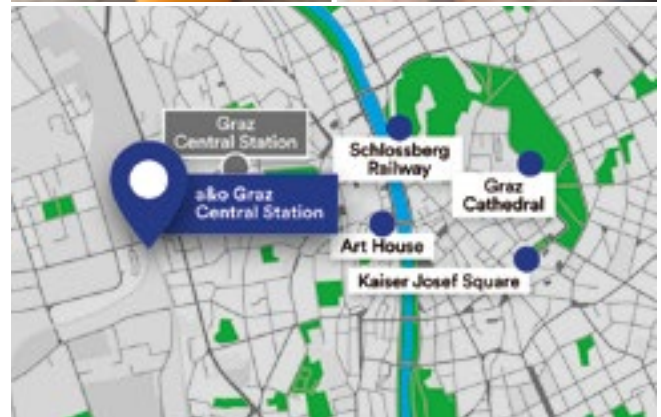 Graz
Central Station
a&o Graz
Central Station
Schlossberg
Railway
Graz
Cathedral
Art House
Kaiser Josef Square